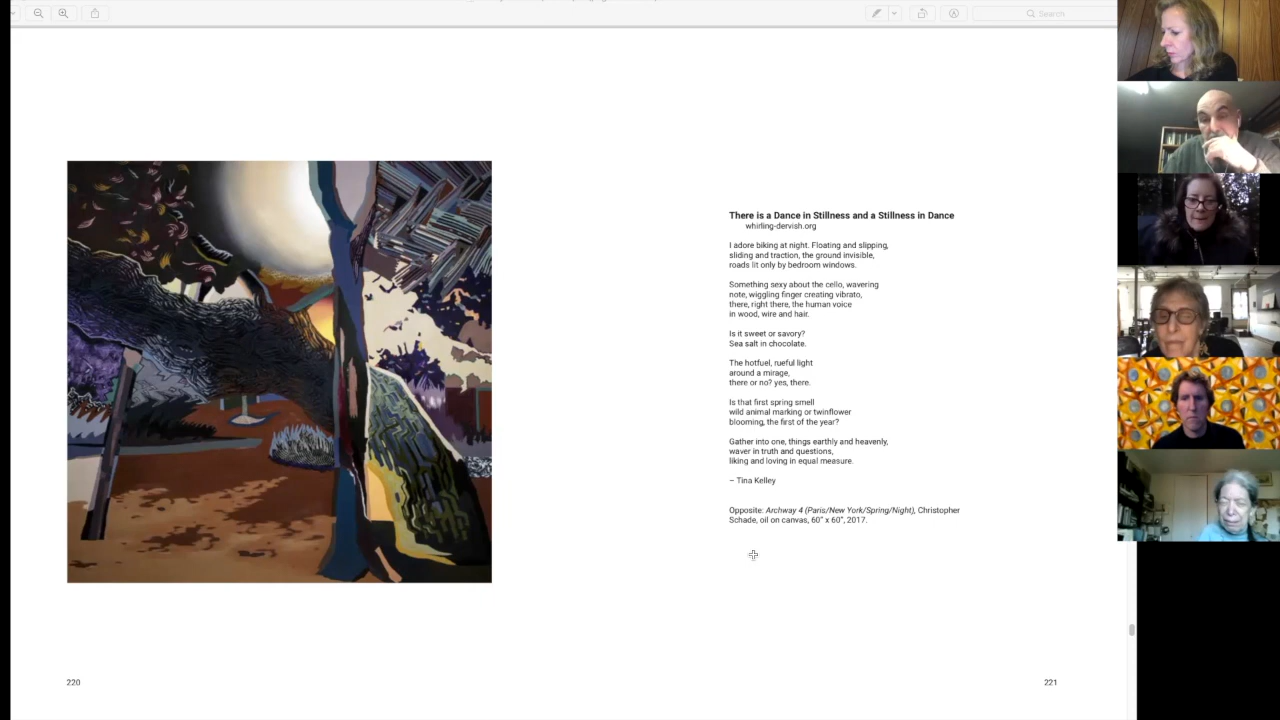 Search
There is a Dance in Stillness and a Stillness in Dance
whirling-dervish.org
I adore biking at night. Floating and slipping,
sliding and traction, the ground invisible,
roads lit only by bedroom windows.
Something sexy about the cello, wavering
note, wiggling finger creating vibrato,
there, right there, the human voice
in wood, wire and hair.
Is it sweet or savory?
Sea salt in chocolate.
The hotfuel, rueful light
around a mirage,
there or no? yes, there.
Is that first spring smell
wild animal marking or twinflower
blooming, the first of the year?
Gather into one, things earthly and heavenly,
waver in truth and questions,
liking and loving in equal measure.
– Tina Kelley
Opposite: Archway 4 (Paris/New York/Spring/Night), Christopher
Schade, oil on canvas, 60” x 60”, 2017.
220
221